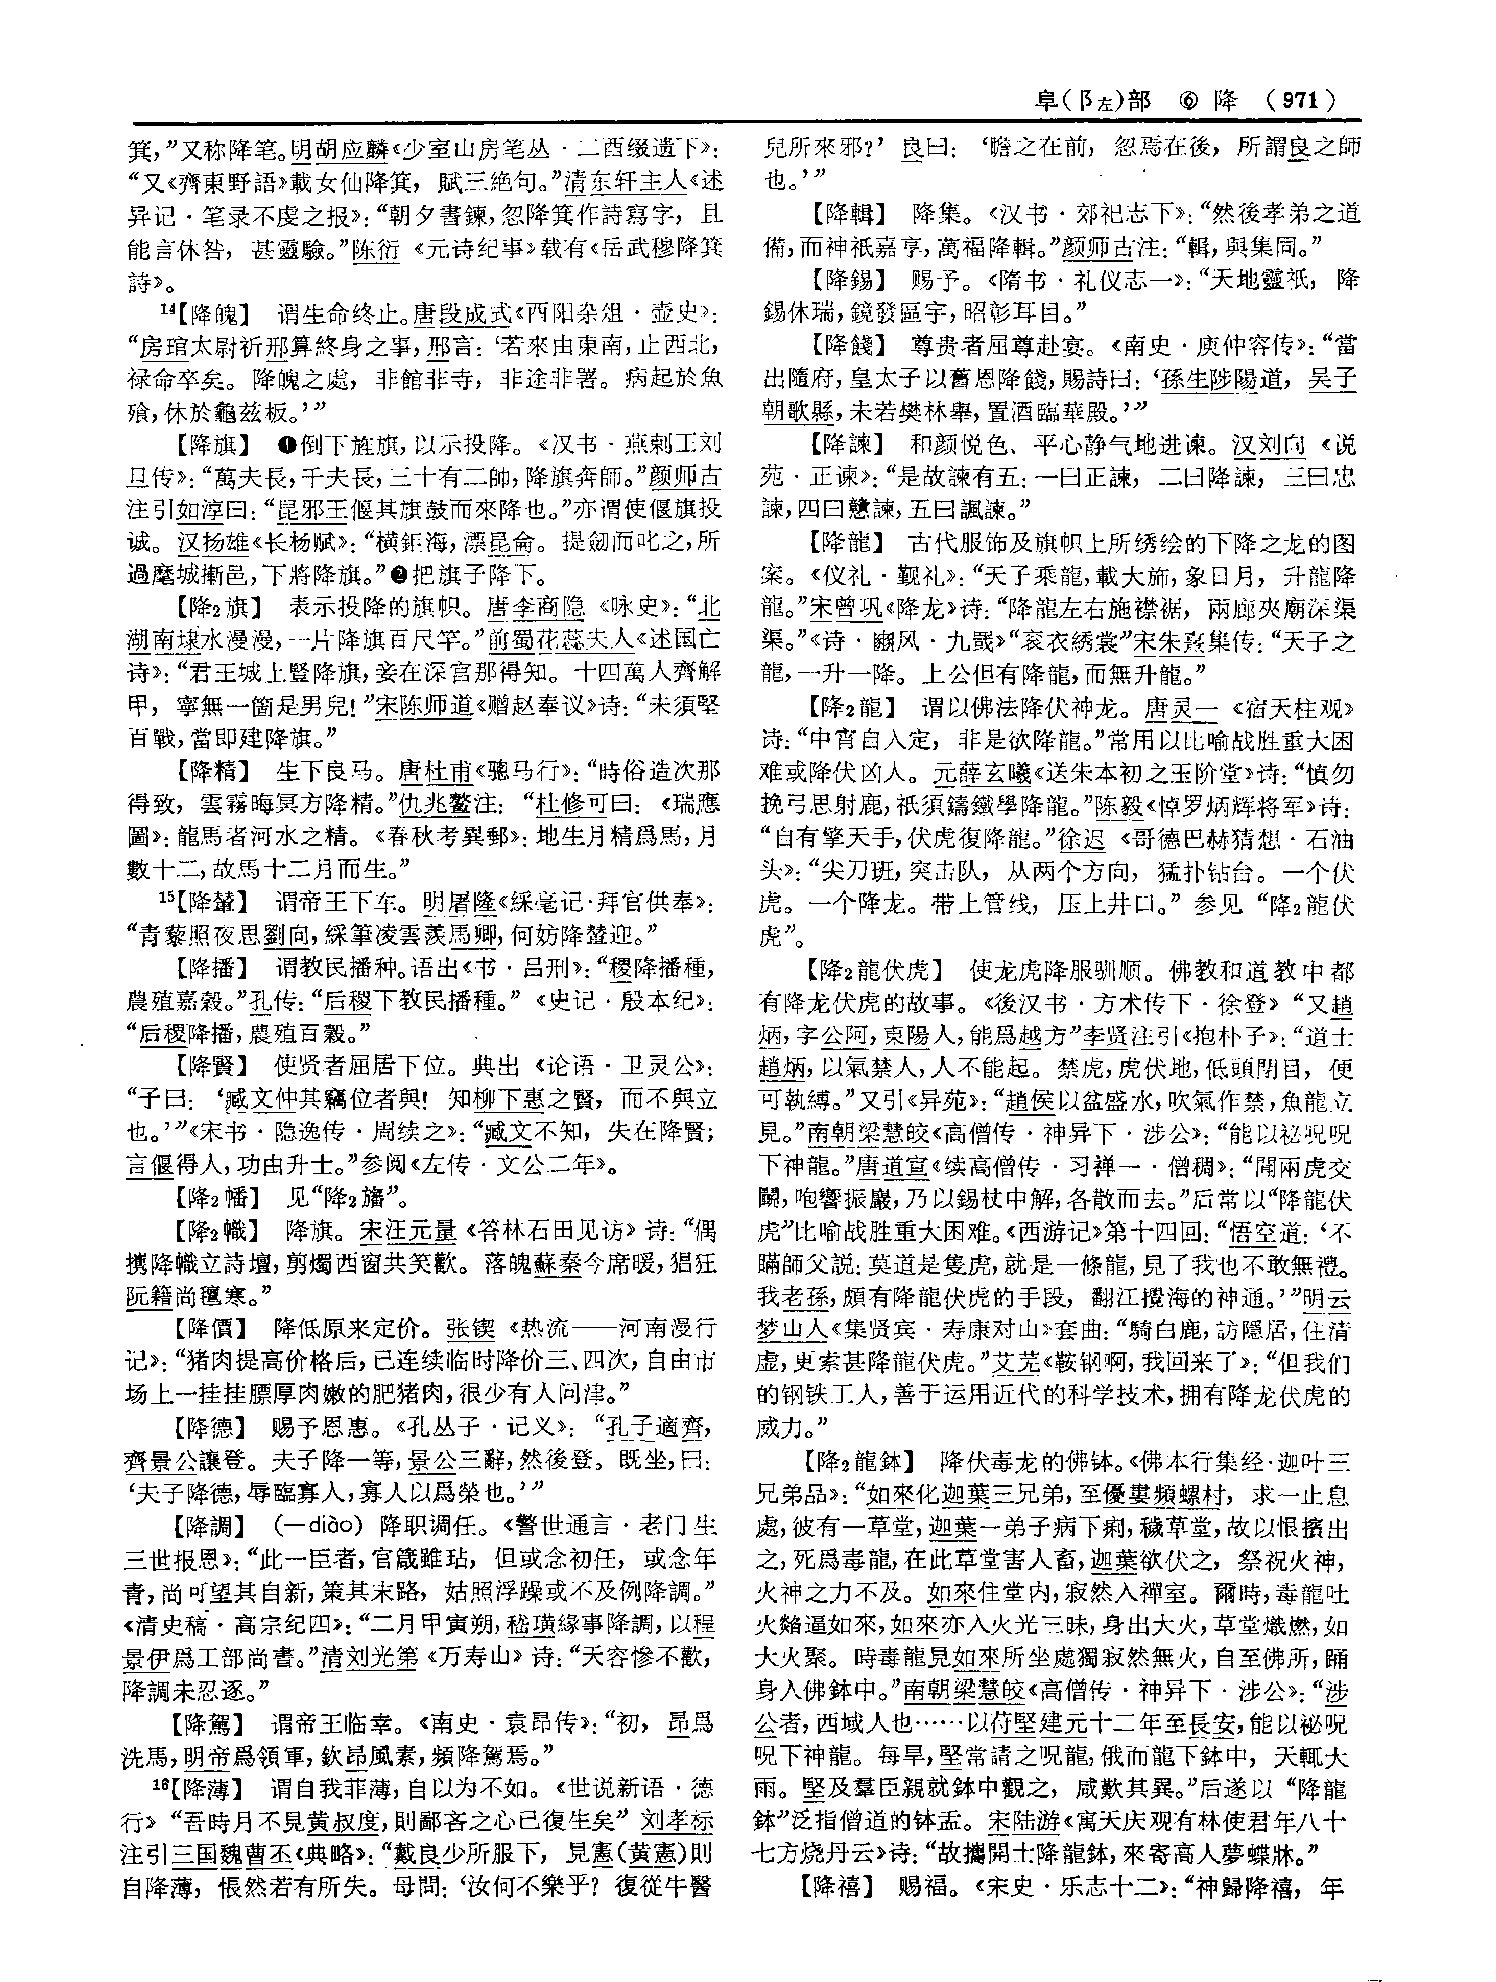 阜(阝左)部 ⑥ 降 (971)
箕，”又称降笔。明胡应麟《少室山房笔丛·二酉缀遗下》：
“又《齊東野語》載女仙降箕，賦三絶句。”清东轩主人《述
异记·笔录不虔之报》：“朝夕書鍊，忽降箕作詩寫字，且
能言休咎，甚靈驗。”陈衍《元诗纪事》载有《岳武穆降箕
詩》。
14【降魄】 谓生命终止。唐段成式《酉阳杂俎·壶史》：
“房琯太尉祈邢算終身之事，邢言：‘若來由東南，止西北，
禄命卒矣。降魄之處，非館非寺，非途非署。病起於魚
飱，休於龜兹板。’”
【降旗】 ❶倒下旌旗，以示投降。《汉书·燕剌王刘
旦传》：“萬夫長，千夫長，三十有二帥，降旗奔師。”颜师古
注引如淳曰：“昆邪王偃其旗鼓而來降也。”亦谓使偃旗投
诚。汉扬雄《长杨赋》：“横鉅海，漂昆侖。提劒而叱之，所
過麾城摲邑，下將降旗。”❷把旗子降下。
【降2旗】 表示投降的旗帜。唐李商隐《咏史》：“北
湖南埭水漫漫，一片降旗百尺竿。”前蜀花蕊夫人《述国亡
诗》：“君王城上豎降旗，妾在深宫那得知。十四萬人齊解
甲，寧無一箇是男兒！”宋陈师道《赠赵奉议》诗：“未須堅
百戰，當即建降旗。”
【降精】 生下良马。唐杜甫《骢马行》：“時俗造次那
得致，雲霧晦冥方降精。”仇兆鳌注：“杜修可曰：《瑞應
圖》：龍馬者河水之精。《春秋考異郵》：地生月精爲馬，月
數十二，故馬十二月而生。”
15【降輦】 谓帝王下车。明屠隆《綵毫记·拜官供奉》：
“青藜照夜思劉向，綵筆凌雲羨馬卿，何妨降輦迎。”
【降播】 谓教民播种。语出《书·吕刑》：“稷降播種，
農殖嘉穀。”孔传：“后稷下教民播種。”《史记·殷本纪》：
“后稷降播，農殖百穀。”
【降賢】 使贤者屈居下位。典出《论语·卫灵公》：
“子曰：‘臧文仲其竊位者與！知柳下惠之賢，而不與立
也。’”《宋书·隐逸传·周续之》：“臧文不知，失在降賢；
言偃得人，功由升士。”参阅《左传·文公二年》。
【降2幡】 见“降2旛”。
【降2幟】 降旗。宋汪元量《答林石田见访》诗：“偶
攜降幟立詩壇，剪燭西窗共笑歡。落魄蘇秦今席暖，猖狂
阮籍尚氊寒。”
【降價】 降低原来定价。张锲《热流——河南漫行
记》：“猪肉提高价格后，已连续临时降价三、四次，自由市
场上一挂挂膘厚肉嫩的肥猪肉，很少有人问津。”
【降德】 赐予恩惠。《孔丛子·记义》：“孔子適齊，
齊景公讓登。夫子降一等，景公三辭，然後登。既坐，曰：
‘夫子降德，辱臨寡人，寡人以爲榮也。’”
【降調】 (—diào) 降职调任。《警世通言·老门生
三世报恩》：“此一臣者，官箴雖玷，但或念初任，或念年
青，尚可望其自新，策其末路，姑照浮躁或不及例降調。”
《清史稿·高宗纪四》：“二月甲寅朔，嵇璜緣事降調，以程
景伊爲工部尚書。”清刘光第《万寿山》诗：“天容慘不歡，
降調未忍逐。”
【降駕】 谓帝王临幸。《南史·袁昂传》：“初，昂爲
洗馬，明帝爲領軍，欽昂風素，頻降駕焉。”
16【降薄】 谓自我菲薄，自以为不如。《世说新语·德
行》“吾時月不見黄叔度，則鄙吝之心已復生矣”刘孝标
注引三国魏曹丕《典略》：“戴良少所服下，見憲(黄憲)則
自降薄，悵然若有所失。母問：‘汝何不樂乎？復從牛醫
兒所來邪？’良曰：‘瞻之在前，忽焉在後，所謂良之師
也。’”
【降輯】 降集。《汉书·郊祀志下》：“然後孝弟之道
備，而神祇嘉享，萬福降輯。”颜师古注：“輯，與集同。”
【降錫】 赐予。《隋书·礼仪志一》：“天地靈祇，降
錫休瑞，鏡發區宇，昭彰耳目。”
【降餞】 尊贵者屈尊赴宴。《南史·庾仲容传》：“當
出隨府，皇太子以舊恩降餞，賜詩曰：‘孫生陟陽道，吴子
朝歌縣，未若樊林舉，置酒臨華殿。’”
【降諫】 和颜悦色、平心静气地进谏。汉刘向《说
苑·正谏》：“是故諫有五：一曰正諫，二曰降諫，三曰忠
諫，四曰戇諫，五曰諷諫。”
【降龍】 古代服饰及旗帜上所绣绘的下降之龙的图
案。《仪礼·觐礼》：“天子乘龍，載大旆，象日月，升龍降
龍。”宋曾巩《降龙》诗：“降龍左右施襟裾，兩廊夾廟深渠
渠。”《诗·豳风·九罭》“衮衣綉裳”宋朱熹集传：“天子之
龍，一升一降。上公但有降龍，而無升龍。”
【降2龍】 谓以佛法降伏神龙。唐灵一《宿天柱观》
诗：“中宵自入定，非是欲降龍。”常用以比喻战胜重大困
难或降伏凶人。元薛玄曦《送朱本初之玉阶堂》诗：“慎勿
挽弓思射鹿，祇須鑄鐵學降龍。”陈毅《悼罗炳辉将军》诗：
“自有擎天手，伏虎復降龍。”徐迟《哥德巴赫猜想·石油
头》：“尖刀班，突击队，从两个方向，猛扑钻台。一个伏
虎。一个降龙。带上管线，压上井口。”参见“降2龍伏
虎”。
【降2龍伏虎】 使龙虎降服驯顺。佛教和道教中都
有降龙伏虎的故事。《後汉书·方术传下·徐登》“又趙
炳，字公阿，東陽人，能爲越方”李贤注引《抱朴子》：“道士
趙炳，以氣禁人，人不能起。禁虎，虎伏地，低頭閉目，便
可執縛。”又引《异苑》：“趙侯以盆盛水，吹氣作禁，魚龍立
見。”南朝梁慧皎《高僧传·神异下·涉公》：“能以祕呪呪
下神龍。”唐道宣《续高僧传·习禅一·僧稠》：“聞兩虎交
鬭，咆響振巖，乃以錫杖中解，各散而去。”后常以“降龍伏
虎”比喻战胜重大困难。《西游记》第十四回：“悟空道：‘不
瞞師父説：莫道是隻虎，就是一條龍，見了我也不敢無禮。
我老孫，頗有降龍伏虎的手段，翻江攪海的神通。’”明云
梦山人《集贤宾·寿康对山》套曲：“騎白鹿，訪隱居，住清
虚，更索甚降龍伏虎。”艾芜《鞍钢啊，我回来了》：“但我们
的钢铁工人，善于运用近代的科学技术，拥有降龙伏虎的
威力。”
【降2龍鉢】 降伏毒龙的佛钵。《佛本行集经·迦叶三
兄弟品》：“如來化迦葉三兄弟，至優婁頻螺村，求一止息
處，彼有一草堂，迦葉一弟子病下痢，穢草堂，故以恨擯出
之，死爲毒龍，在此草堂害人畜，迦葉欲伏之，祭祝火神，
火神之力不及。如來住堂内，寂然入禪室。爾時，毒龍吐
火燄逼如來，如來亦入火光三昧，身出大火，草堂熾燃，如
大火聚。時毒龍見如來所坐處獨寂然無火，自至佛所，踊
身入佛鉢中。”南朝梁慧皎《高僧传·神异下·涉公》：“涉
公者，西域人也……以苻堅建元十二年至長安，能以祕呪
呪下神龍。每旱，堅常請之呪龍，俄而龍下鉢中，天輒大
雨。堅及羣臣親就鉢中觀之，咸歎其異。”后遂以“降龍
鉢”泛指僧道的钵盂。宋陆游《寓天庆观有林使君年八十
七方烧丹云》诗：“故攜開士降龍鉢，來寄高人夢蝶牀。”
【降禧】 赐福。《宋史·乐志十二》：“神歸降禧，年